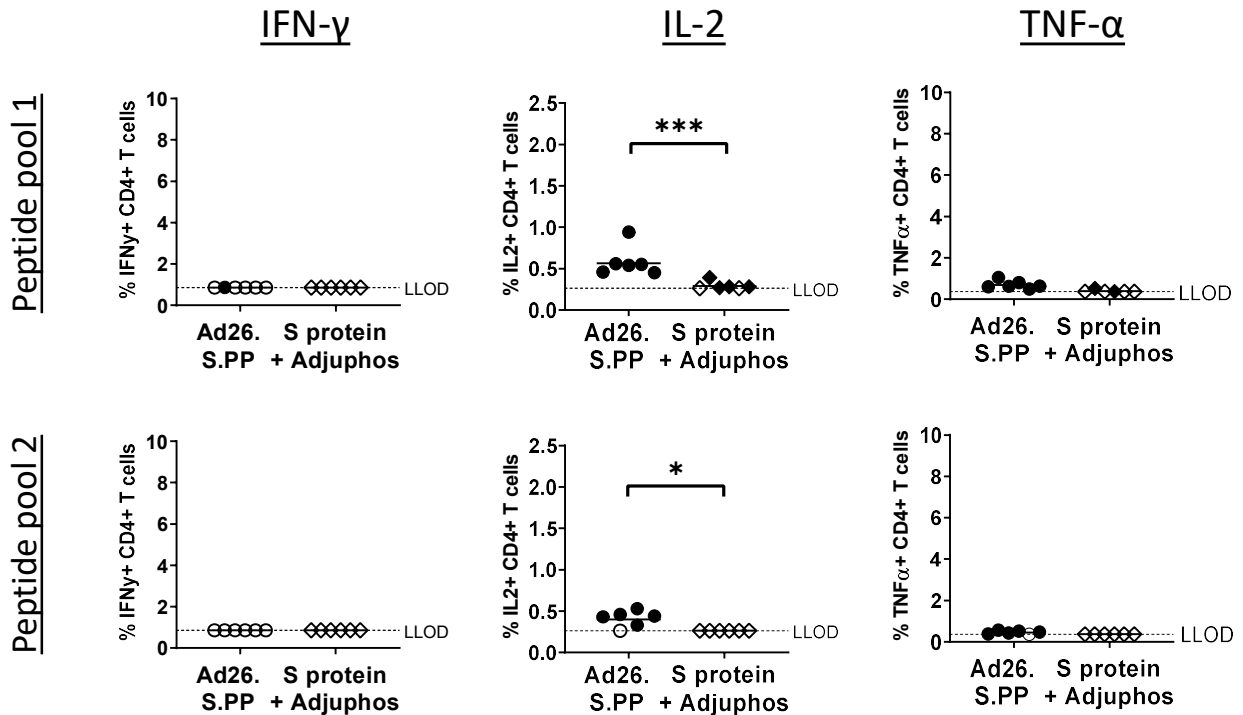 IFN-γ
IL-2
TNF-α
Peptide pool 1
% IFNy+ CD4+ T cells
10
8
6
4
2
0
LLOD
Ad26. S protein
S.PP + Adjuphos
% IL2+ CD4+ T cells
2.5
2.0
1.5
1.0
0.5
0.0
***
LLOD
Ad26. S protein
S.PP + Adjuphos
% TNFα+ CD4+ T cells
10
8
6
4
2
0
LLOD
Ad26. S protein
S.PP + Adjuphos
Peptide pool 2
% IFNy+ CD4+ T cells
10
8
6
4
2
0
LLOD
Ad26. S protein
S.PP + Adjuphos
% IL2+ CD4+ T cells
2.5
2.0
1.5
1.0
0.5
0.0
*
LLOD
Ad26. S protein
S.PP + Adjuphos
% TNFα+ CD4+ T cells
10
8
6
4
2
0
LLOD
Ad26. S protein
S.PP + Adjuphos